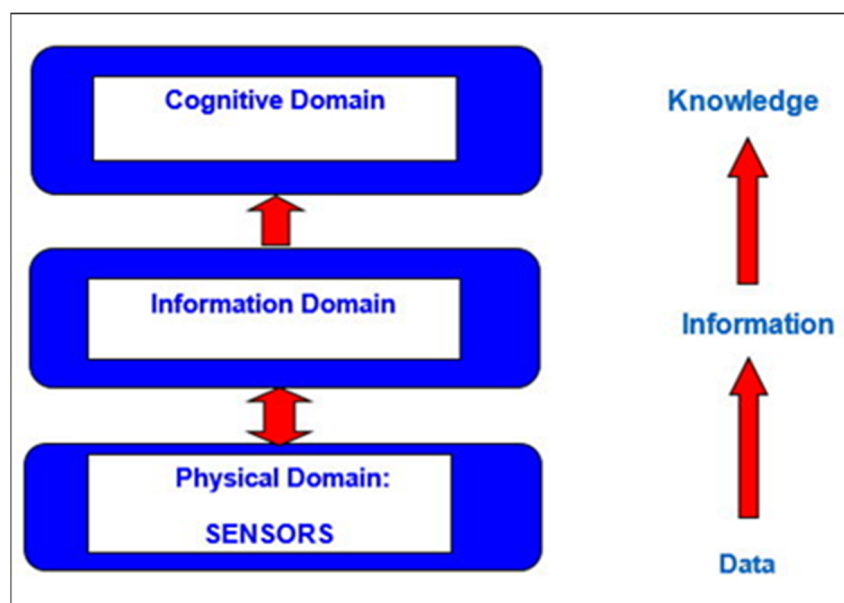 Cognitive Domain
Knowledge
Information Domain
Information
Physical Domain:
SENSORS
Data